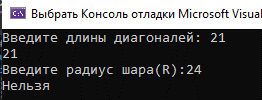 Выбрать Консоль отладки Microsoft Visual
Введите длины диагоналей: 21
21
Введите радиус шара(R):24
Нельзя